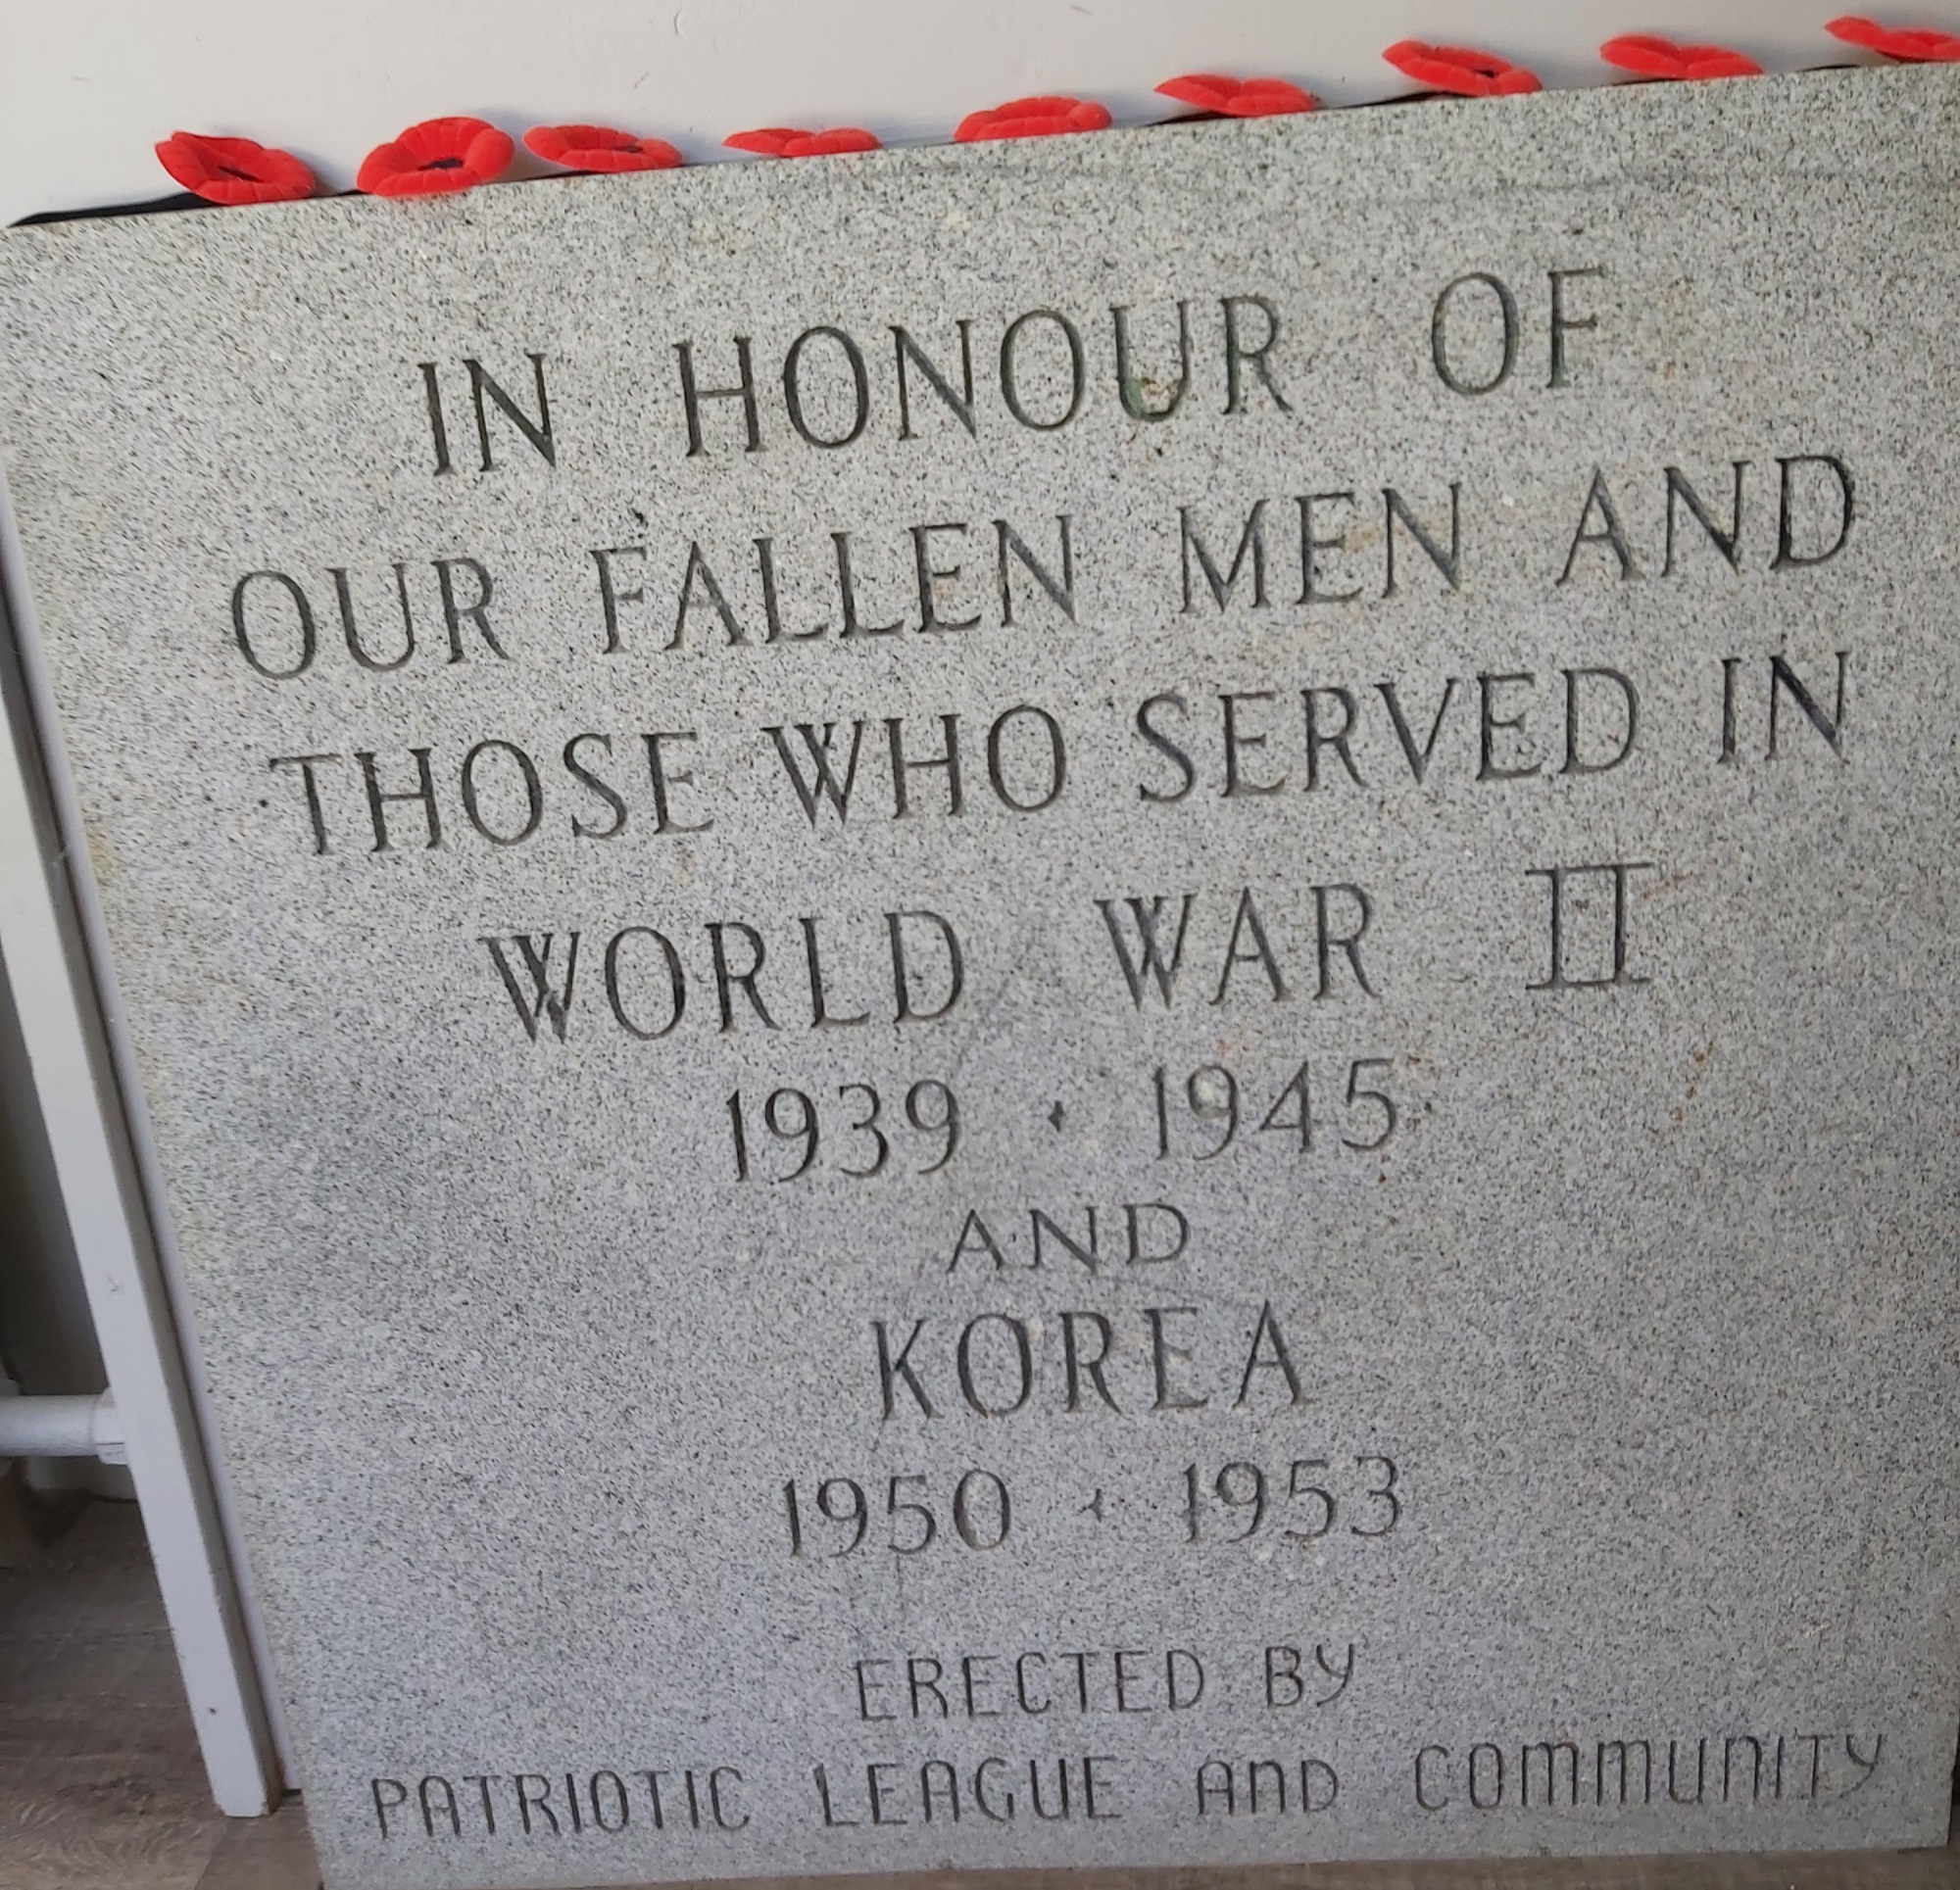 IN HONOUR OF
OUR FALLEN MEN AND
THOSE WHO SERVED IN
WORLD WAR II
1939 · 1945
AND
KOREA
1950 · 1953
ERECTED BY
PATRIOTIC LEAGUE AND COMMUNITY